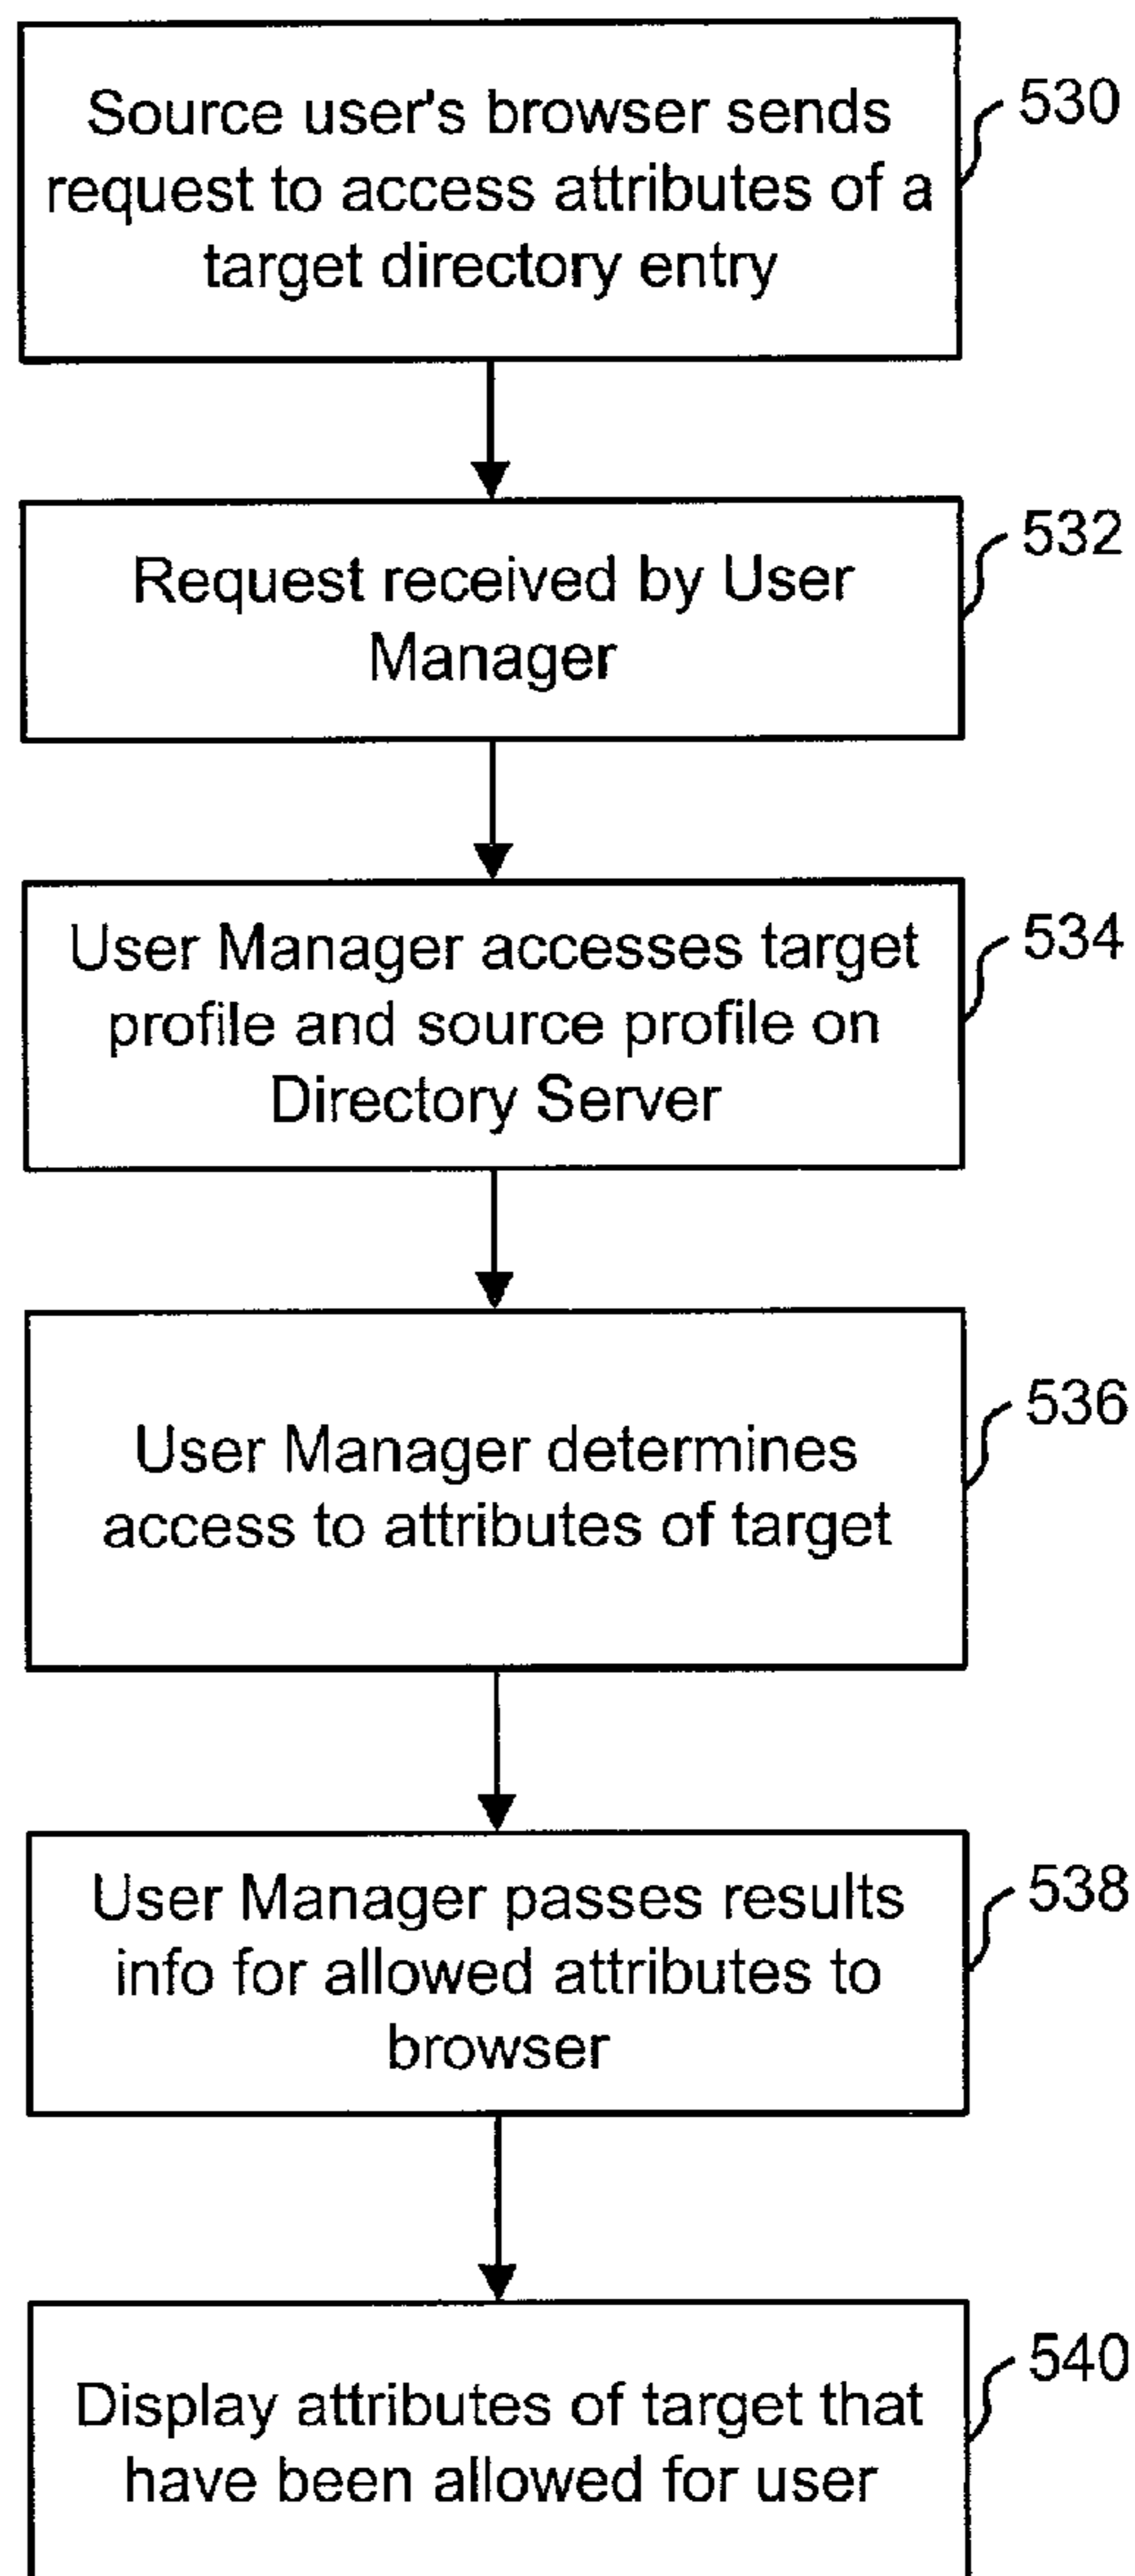 Source user's browser sends
request to access attributes of a
target directory entry
530
Request received by User
Manager
532
User Manager accesses target
profile and source profile on
Directory Server
534
User Manager determines
access to attributes of target
536
User Manager passes results
info for allowed attributes to
browser
538
Display attributes of target that
have been allowed for user
540